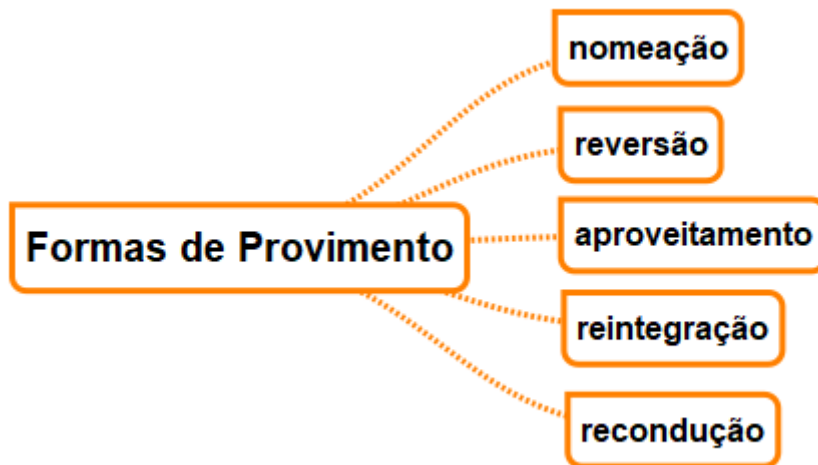 Formas de Provimento
nomeação
reversão
aproveitamento
reintegração
recondução